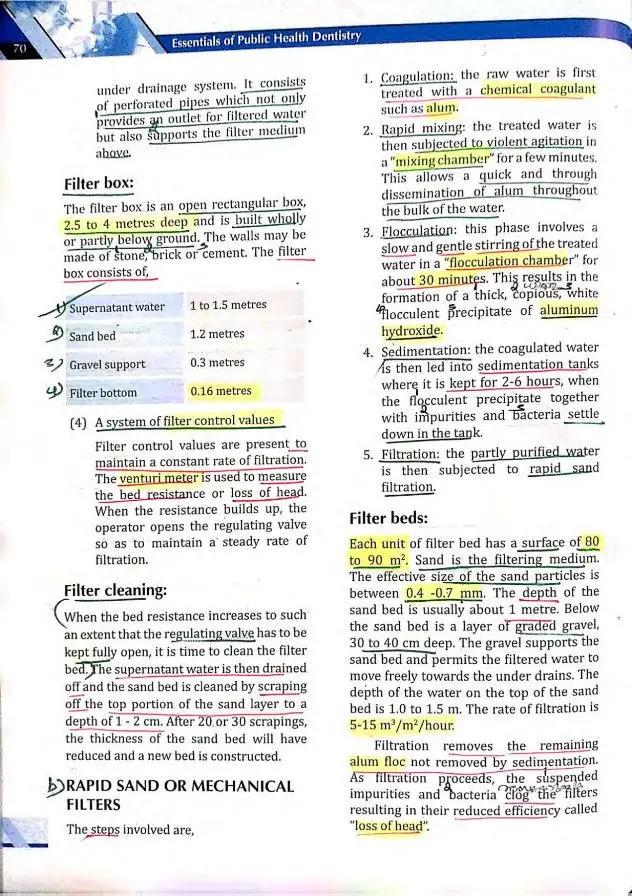 70
Essentials of Public Health Dentistry
under drainage system. It consists
of perforated pipes which not only
provides an outlet for filtered water
but also supports the filter medium
above.
Filter box:
The filter box is an open rectangular box,
2.5 to 4 metres deep and is built wholly
or partly below ground. The walls may be
made of stone, brick or cement. The filter
box consists of,
1) Supernatant water 1 to 1.5 metres
2) Sand bed 1.2 metres
3) Gravel support 0.3 metres
4) Filter bottom 0.16 metres
(4) A system of filter control values
Filter control values are present to
maintain a constant rate of filtration.
The venturi meter is used to measure
the bed resistance or loss of head.
When the resistance builds up, the
operator opens the regulating valve
so as to maintain a steady rate of
filtration.
Filter cleaning:
When the bed resistance increases to such
an extent that the regulating valve has to be
kept fully open, it is time to clean the filter
bed. The supernatant water is then drained
off and the sand bed is cleaned by scraping
off the top portion of the sand layer to a
depth of 1 - 2 cm. After 20 or 30 scrapings,
the thickness of the sand bed will have
reduced and a new bed is constructed.
b) RAPID SAND OR MECHANICAL
FILTERS
The steps involved are,
1. Coagulation: the raw water is first
treated with a chemical coagulant
such as alum.
2. Rapid mixing: the treated water is
then subjected to violent agitation in
a "mixing chamber" for a few minutes.
This allows a quick and through
dissemination of alum throughout
the bulk of the water.
3. Flocculation: this phase involves a
slow and gentle stirring of the treated
water in a "flocculation chamber" for
about 30 minutes. This results in the
formation of a thick, copious, white
flocculent precipitate of aluminum
hydroxide.
4. Sedimentation: the coagulated water
is then led into sedimentation tanks
where it is kept for 2-6 hours, when
the flocculent precipitate together
with impurities and bacteria settle
down in the tank.
5. Filtration: the partly purified water
is then subjected to rapid sand
filtration.
Filter beds:
Each unit of filter bed has a surface of 80
to 90 m². Sand is the filtering medium.
The effective size of the sand particles is
between 0.4 -0.7 mm. The depth of the
sand bed is usually about 1 metre. Below
the sand bed is a layer of graded gravel,
30 to 40 cm deep. The gravel supports the
sand bed and permits the filtered water to
move freely towards the under drains. The
depth of the water on the top of the sand
bed is 1.0 to 1.5 m. The rate of filtration is
5-15 m³/m²/hour.
Filtration removes the remaining
alum floc not removed by sedimentation.
As filtration proceeds, the suspended
impurities and bacteria clog the filters
resulting in their reduced efficiency called
"loss of head".